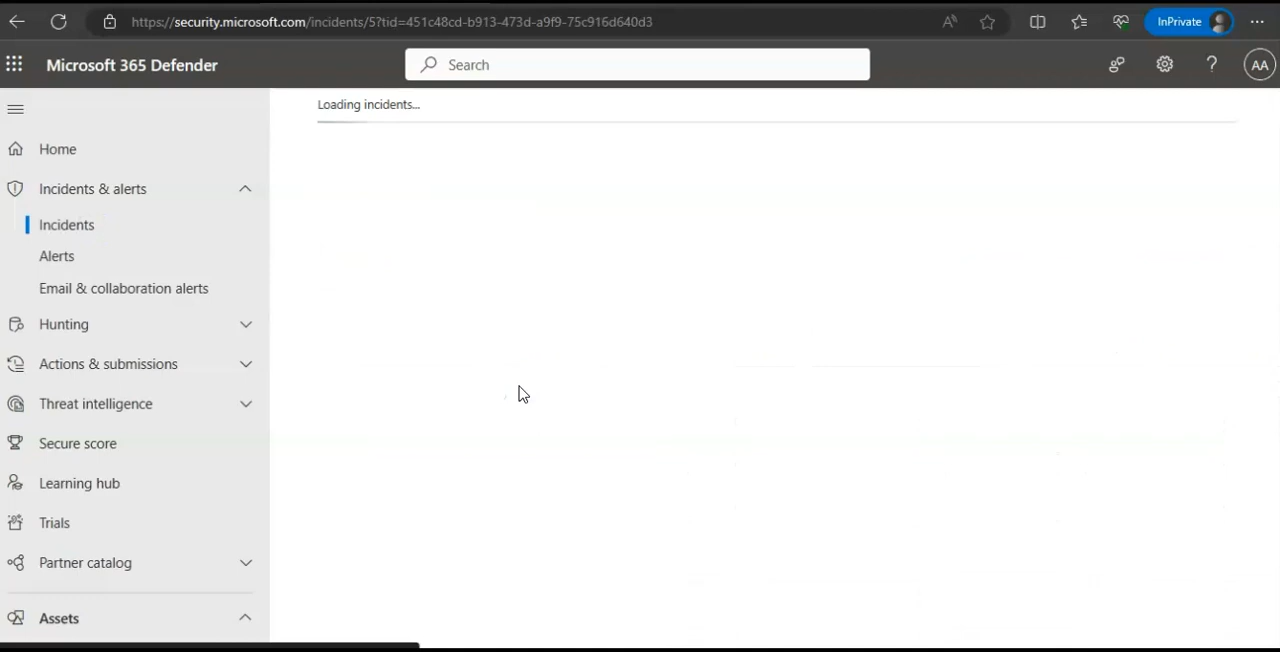 https://security.microsoft.com/incidents/5?tid=451c48cd-b913-473d-a9f9-75c916d640d3
A
InPrivate
Microsoft 365 Defender
Search
?
AA
Loading incidents...
Home
Incidents & alerts
Incidents
Alerts
Email & collaboration alerts
Hunting
Actions & submissions
Threat intelligence
Secure score
Learning hub
Trials
Partner catalog
Assets